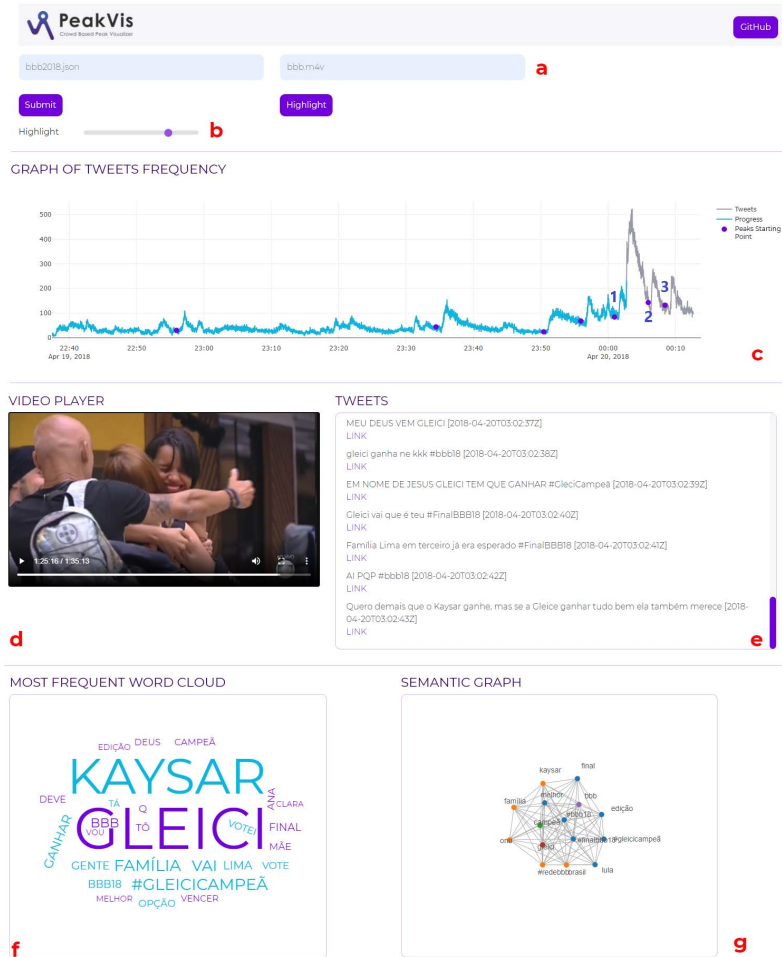 PeakVis
Crowd Based Peak Visualizer
GitHub
bbb2018.json
bbb.m4v
a
Submit
Highlight
Highlight
b
GRAPH OF TWEETS FREQUENCY
500
400
300
200
100
0
22:40
Apr 19, 2018
22:50
23:00
23:10
23:20
23:30
23:40
23:50
00:00
Apr 20, 2018
00:10
1
2
3
Tweets
Progress
Peaks Starting
Point
c
VIDEO PLAYER
1:25:16 / 1:35:13
d
TWEETS
MEU DEUS VEM GLEICI [2018-04-20T03:02:37Z]
LINK
gleici ganha ne kkk #bbb18 [2018-04-20T03:02:38Z]
LINK
EM NOME DE JESUS GLEICI TEM QUE GANHAR #GleciCampeã [2018-04-20T03:02:39Z]
LINK
Gleici vai que é teu #FinalBBB18 [2018-04-20T03:02:40Z]
LINK
Família Lima em terceiro já era esperado #FinalBBB18 [2018-04-20T03:02:41Z]
LINK
AI PQP #bbb18 [2018-04-20T03:02:42Z]
LINK
Quero demais que o Kaysar ganhe, mas se a Gleice ganhar tudo bem ela também merece [2018-
04-20T03:02:43Z]
LINK
e
MOST FREQUENT WORD CLOUD
EDIÇÃO DEUS CAMPEÃ
KAYSAR
DEVE
TÁ
Q
ANA
CLARA
GLEICI
BBB
VOU
TÔ
VOTEI
FINAL
GANHAR
MÃE
GENTE FAMÍLIA VAI LIMA VOTE
BBB18 #GLEICICAMPEÃ
MELHOR OPÇÃO VENCER
f
SEMANTIC GRAPH
kaysar
final
melhor
bbb
família
edição
#bbb18
campeã
#gleicicampeã
#redebbb
brasil
lula
g